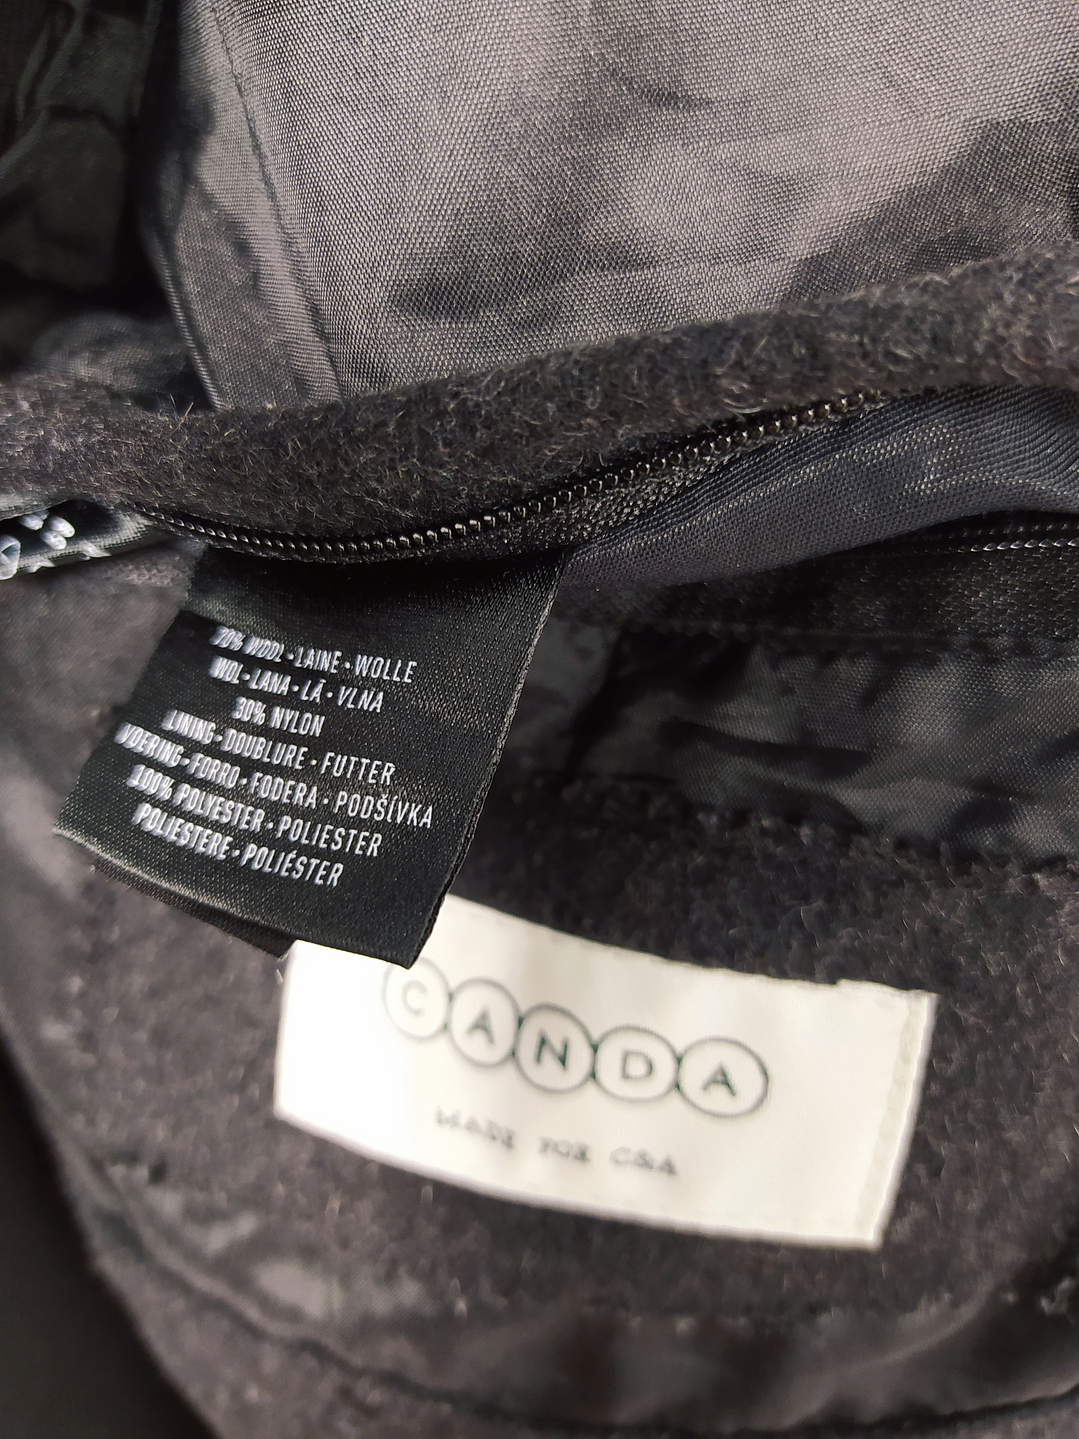 70% WOOL·LAINE·WOLLE
WOL·LANA·LÃ·VLNA
30% NYLON
LINING·DOUBLURE·FUTTER
VOERING·FORRO·FODERA·PODŠÍVKA
100% POLYESTER·POLIESTER
POLIESTERE·POLIÉSTER
CANDA
MADE FOR C&A